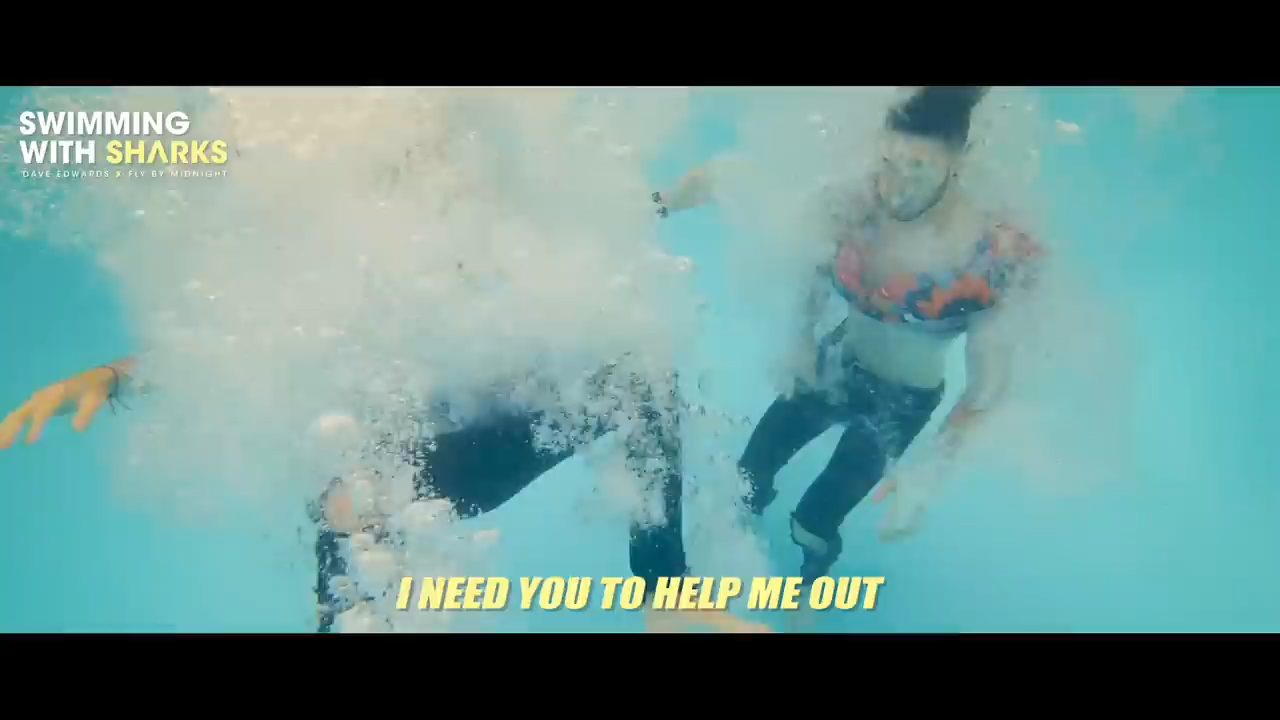 SWIMMING
WITH SHARKS
DAVE EDWARDS X FLY BY MIDNIGHT
I NEED YOU TO HELP ME OUT